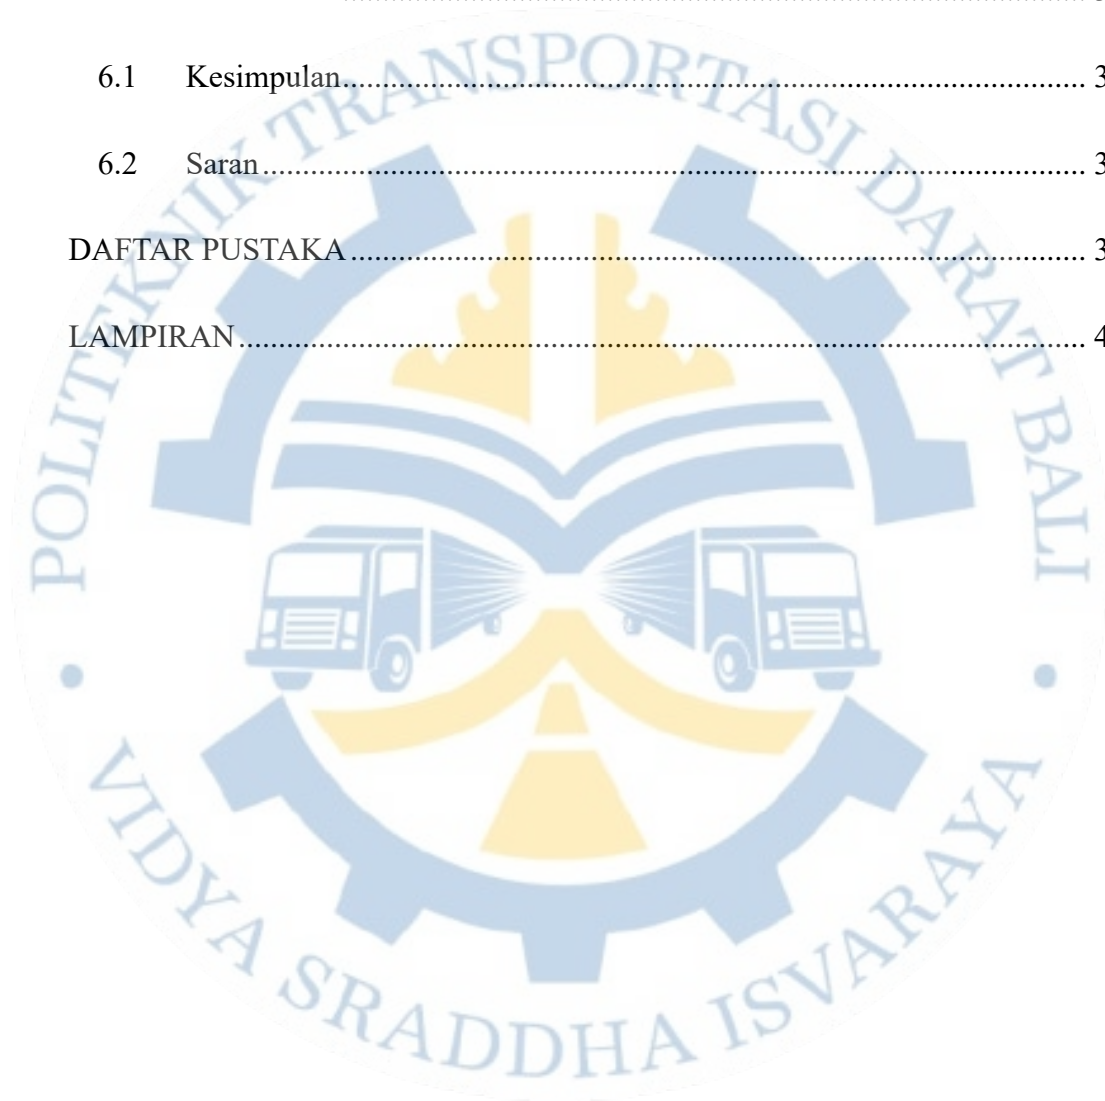 6.1 Kesimpulan........................................................................................... 3
6.2 Saran..................................................................................................... 3
DAFTAR PUSTAKA........................................................................................... 3
LAMPIRAN......................................................................................................... 4
POLITEKNIK TRANSPORTASI DARAT BALI
• VIDYA SRADDHA ISVARAYA •